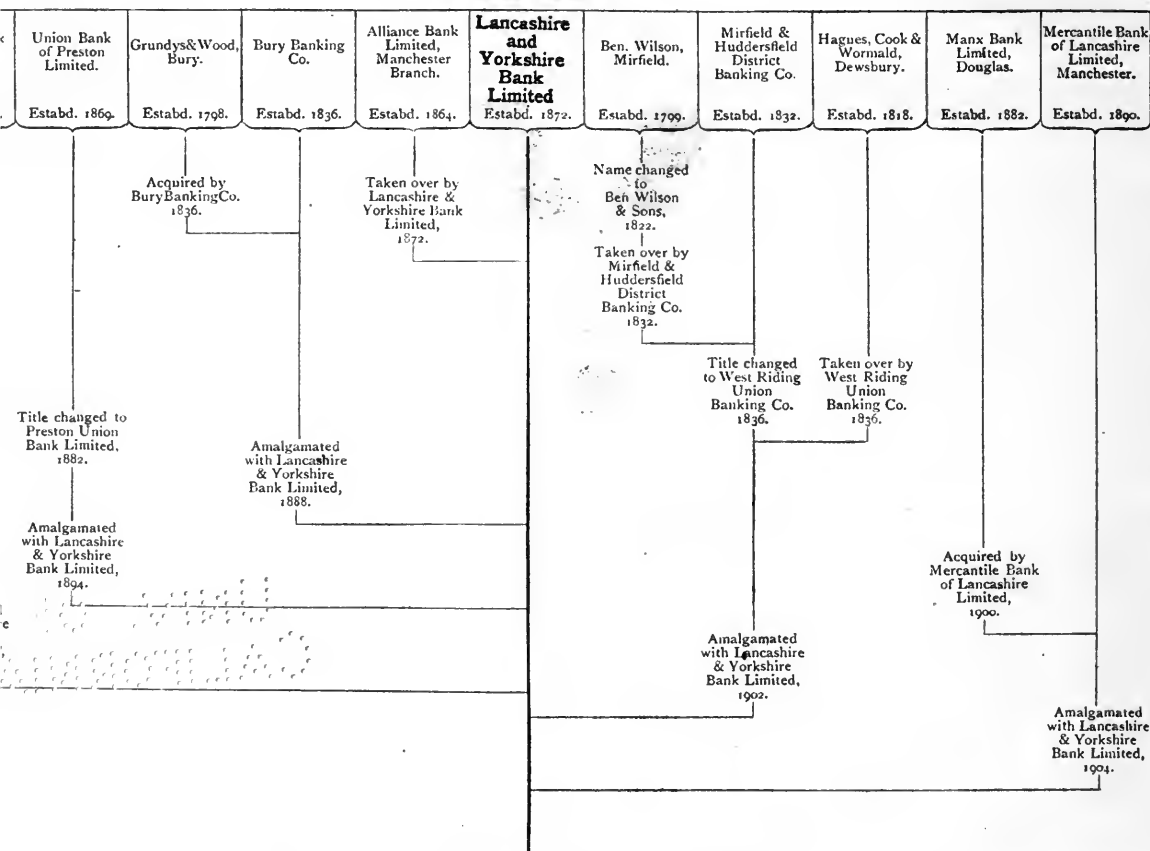 Union Bank
of Preston
Limited.
Estabd. 1869.
Grundys&Wood,
Bury.
Estabd. 1798.
Bury Banking
Co.
Estabd. 1836.
Alliance Bank
Limited,
Manchester
Branch.
Estabd. 1864.
Lancashire
and
Yorkshire
Bank
Limited
Estabd. 1872.
Ben. Wilson,
Mirfield.
Estabd. 1799.
Mirfield &
Huddersfield
District
Banking Co.
Estabd. 1832.
Hagues, Cook &
Wormald,
Dewsbury.
Estabd. 1818.
Manx Bank
Limited,
Douglas.
Estabd. 1882.
Mercantile Bank
of Lancashire
Limited,
Manchester.
Estabd. 1890.
Acquired by
BuryBankingCo.
1836.
Taken over by
Lancashire &
Yorkshire Bank
Limited,
1872.
Name changed
to
Ben Wilson
& Sons,
1822.
Taken over by
Mirfield &
Huddersfield
District
Banking Co.
1832.
Title changed
to West Riding
Union
Banking Co.
1836.
Taken over by
West Riding
Union
Banking Co.
1836.
Title changed to
Preston Union
Bank Limited,
1882.
Amalgamated
with Lancashire
& Yorkshire
Bank Limited,
1888.
Amalgamated
with Lancashire
& Yorkshire
Bank Limited,
1894.
Acquired by
Mercantile Bank
of Lancashire
Limited,
1900.
Amalgamated
with Lancashire
& Yorkshire
Bank Limited,
1902.
Amalgamated
with Lancashire
& Yorkshire
Bank Limited,
1904.